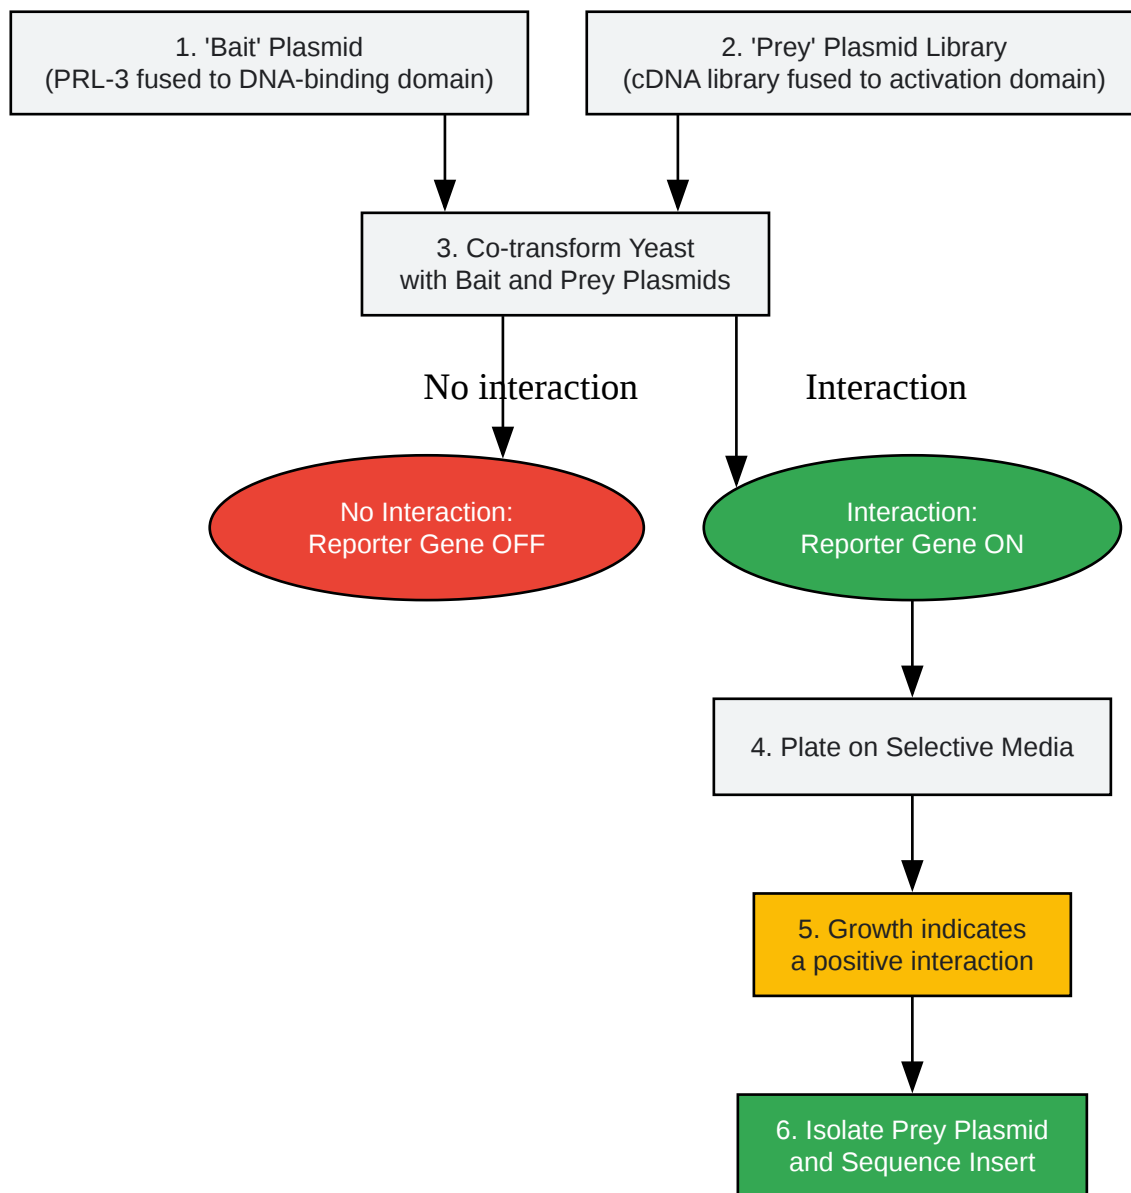 1. 'Bait' Plasmid
(PRL-3 fused to DNA-binding domain)
2. 'Prey' Plasmid Library
(cDNA library fused to activation domain)
3. Co-transform Yeast
with Bait and Prey Plasmids
No interaction
Interaction
No Interaction:
Reporter Gene OFF
Interaction:
Reporter Gene ON
4. Plate on Selective Media
5. Growth indicates
a positive interaction
6. Isolate Prey Plasmid
and Sequence Insert